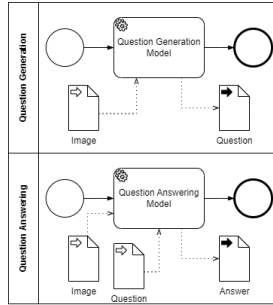 Question Generation
Question Generation
Model
Image
Question
Question Answering
Question Answering
Model
Image
Question
Answer